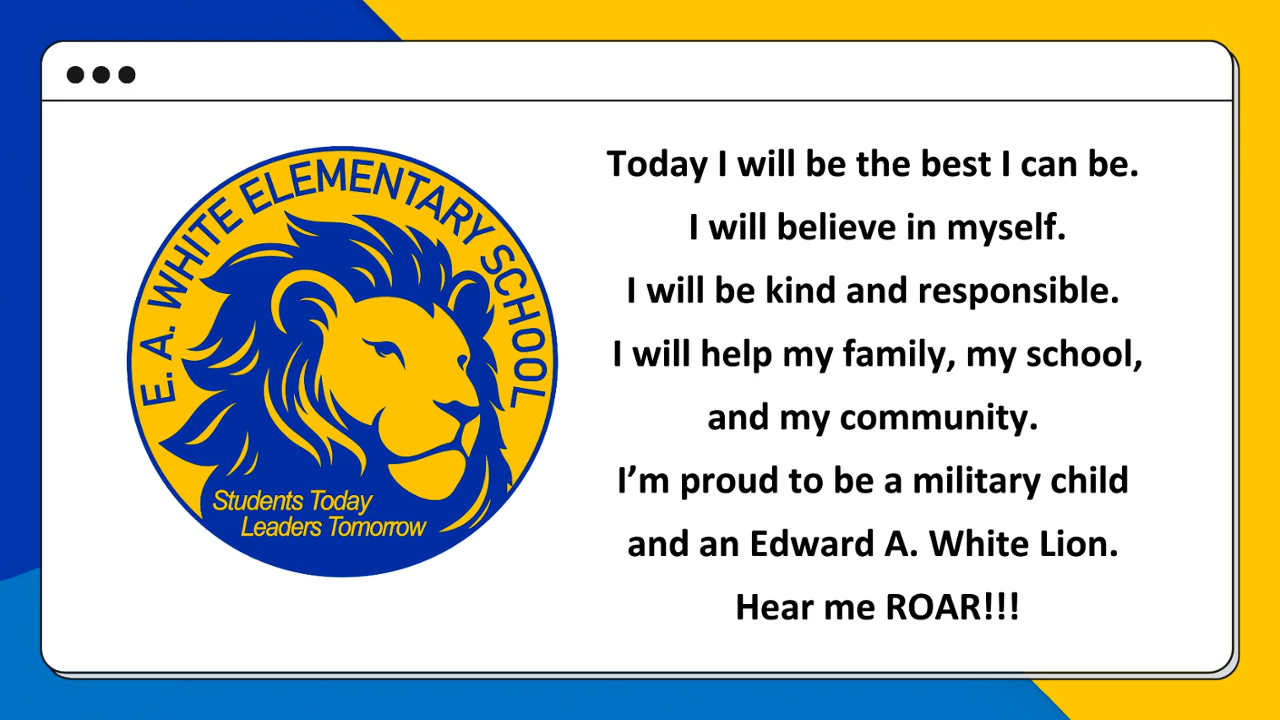 E. A. WHITE ELEMENTARY SCHOOL
Students Today
Leaders Tomorrow
Today I will be the best I can be.
I will believe in myself.
I will be kind and responsible.
I will help my family, my school,
and my community.
I’m proud to be a military child
and an Edward A. White Lion.
Hear me ROAR!!!